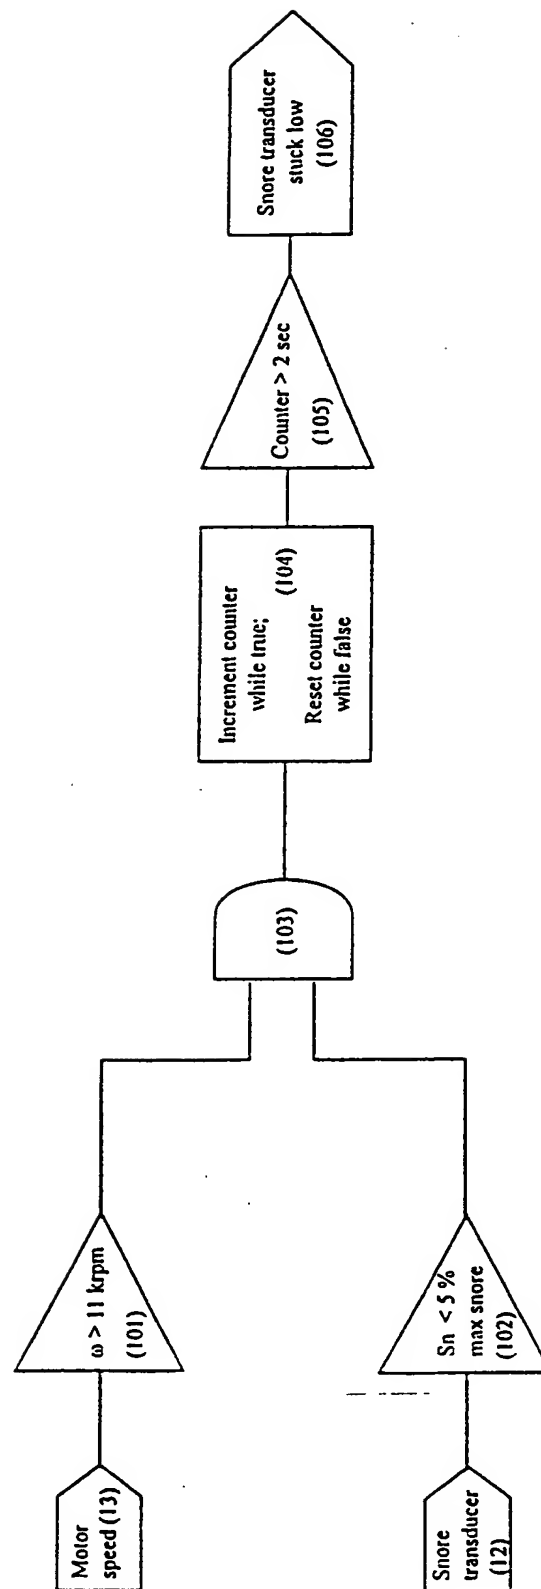 Motor
speed (13)
ω > 11 krpm
(101)
Snore
transducer
(12)
Sn < 5 %
max snore
(102)
(103)
Increment counter
while true;
(104)
Reset counter
while false
Counter > 2 sec
(105)
Snore transducer
stuck low
(106)